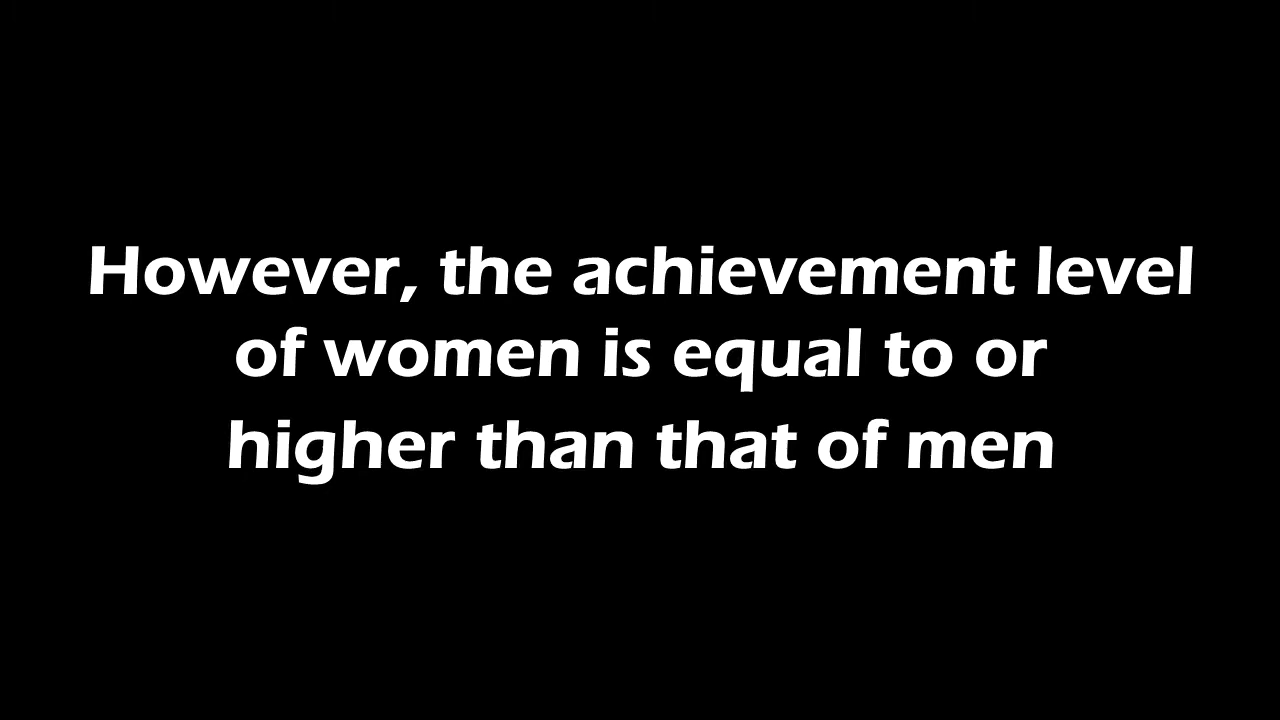 However, the achievement level
of women is equal to or
higher than that of men